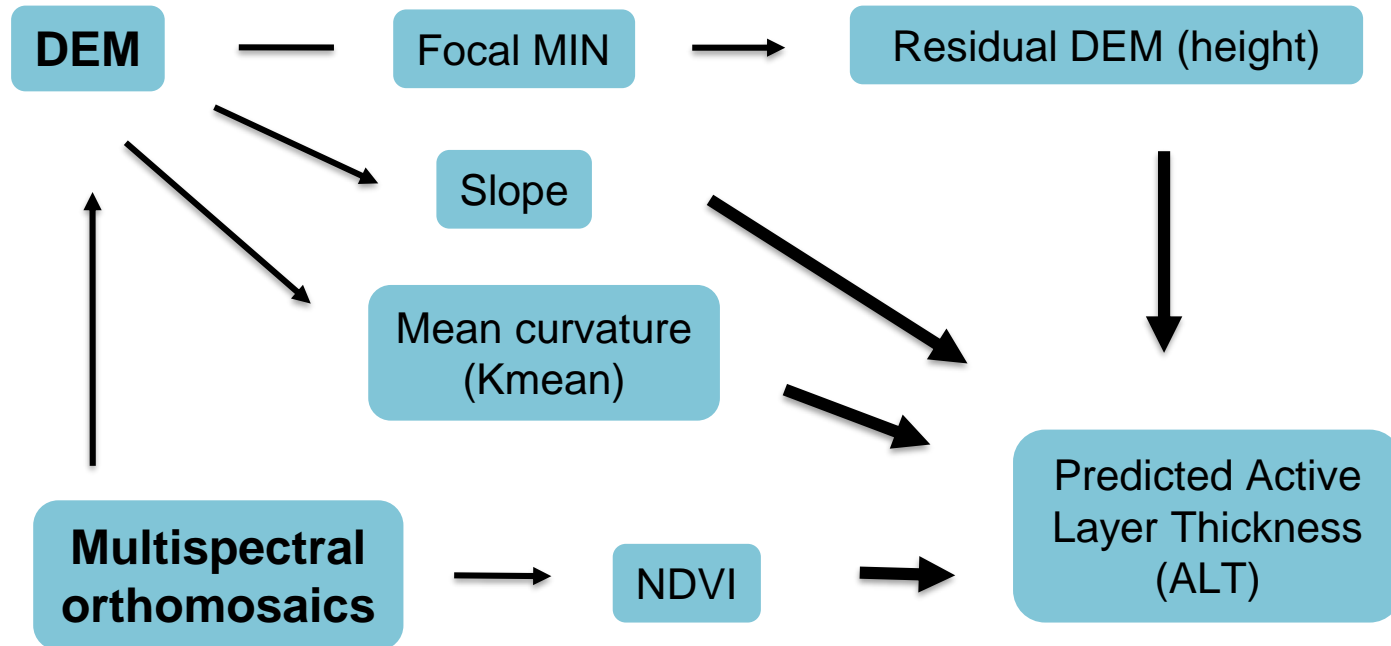 DEM
Focal MIN
Residual DEM (height)
Slope
Mean curvature
(Kmean)
Multispectral
orthomosaics
NDVI
Predicted Active
Layer Thickness
(ALT)